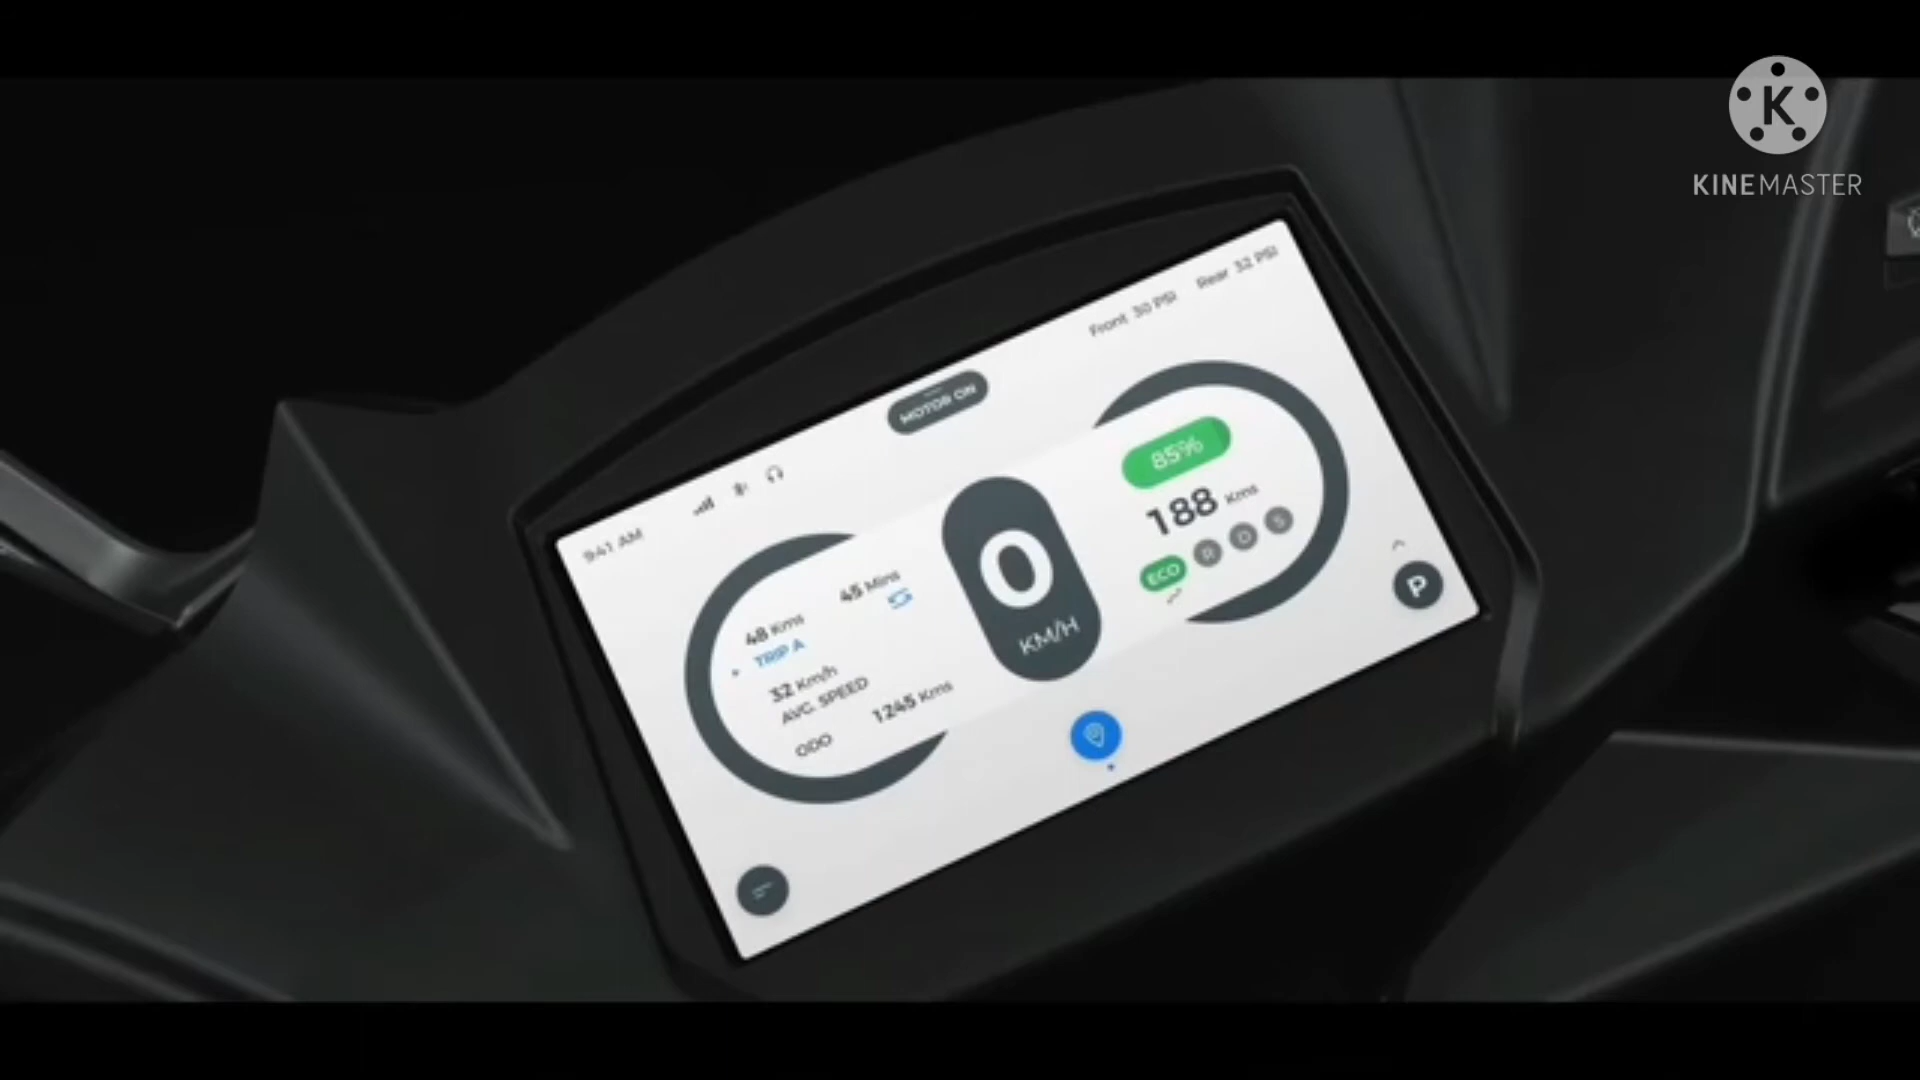 K
KINEMASTER
Front 30 PSI Rear 32 PSI
MOTOR ON
9:41 AM
85%
188 Kms
ECO R D S
P
0
KM/H
48 Kms 45 Mins
TRIP A
32 Km/h
AVG. SPEED
ODO 1245 Kms